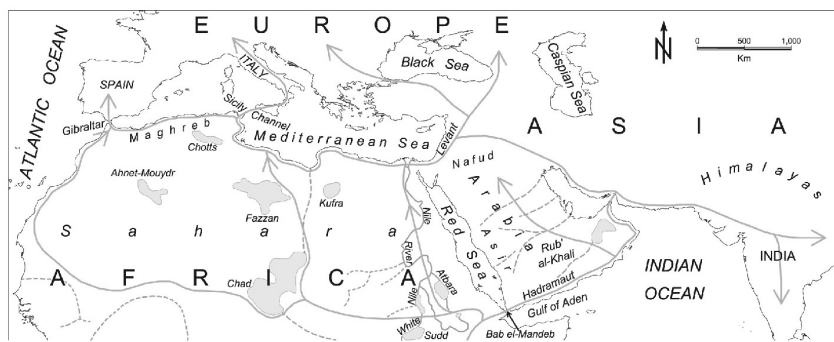 E U R O P E
ATLANTIC OCEAN
SPAIN
ITALY
Black Sea
Caspian Sea
N
0 500 1,000
Km
Gibraltar
Maghreb
Sicily
Channel
Chotts
Mediterranean Sea
Levant
A S I A
Himalayas
Nafud
Ahnet-Mouydr
Fazzan
Kufra
Nile
Red Sea
Arabia
Asir
Rub'
al-Khali
Sahara
River
A F R I C A
Chad
Nile
White
Atbara
Sudd
Hadramaut
Gulf of Aden
Bab el-Mandeb
INDIAN
OCEAN
INDIA